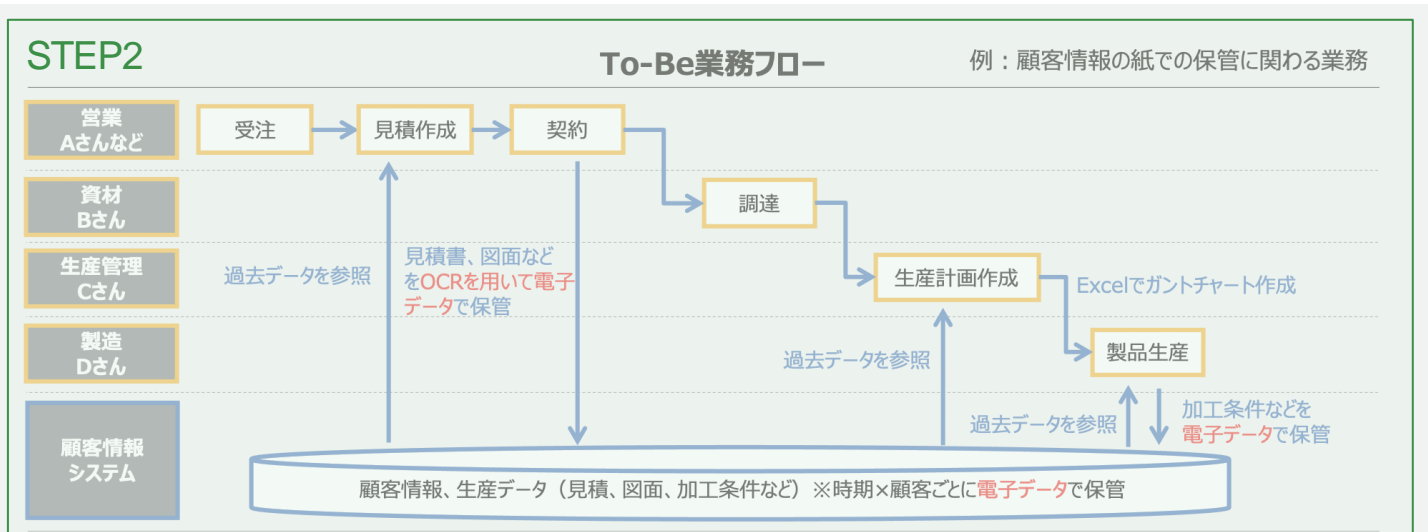 STEP2
To-Be業務フロー
例：顧客情報の紙での保管に関わる業務
営業
Aさんなど
受注
見積作成
契約
資材
Bさん
調達
生産管理
Cさん
過去データを参照
見積書、図面など
をOCRを用いて電子
データで保管
生産計画作成
Excelでガントチャート作成
製造
Dさん
過去データを参照
製品生産
顧客情報
システム
過去データを参照
加工条件などを
電子データで保管
顧客情報、生産データ（見積、図面、加工条件など）※時期×顧客ごとに電子データで保管